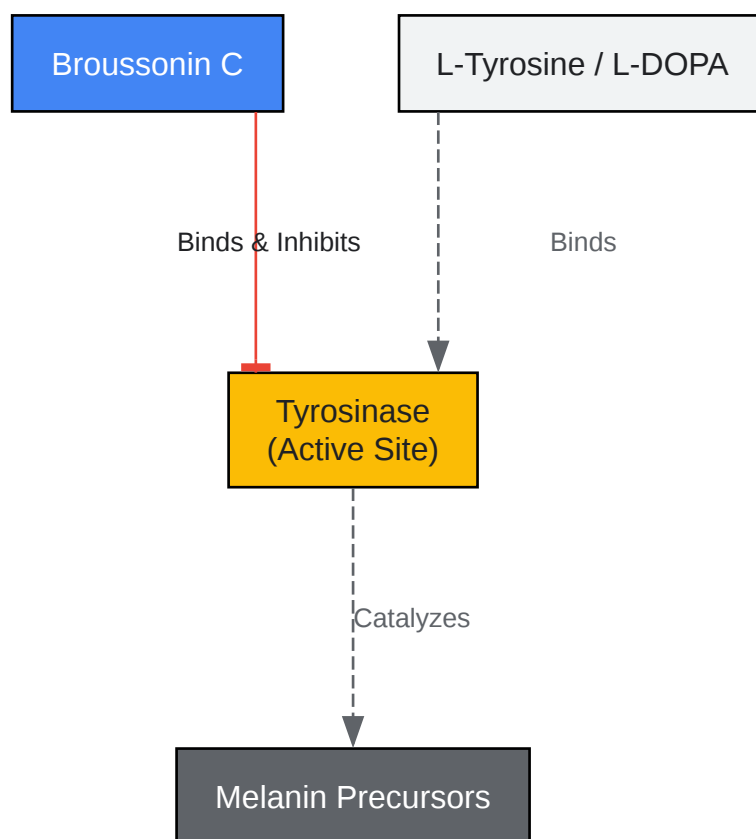 Broussonin C
L-Tyrosine / L-DOPA
Binds & Inhibits
Binds
Tyrosinase
(Active Site)
Catalyzes
Melanin Precursors